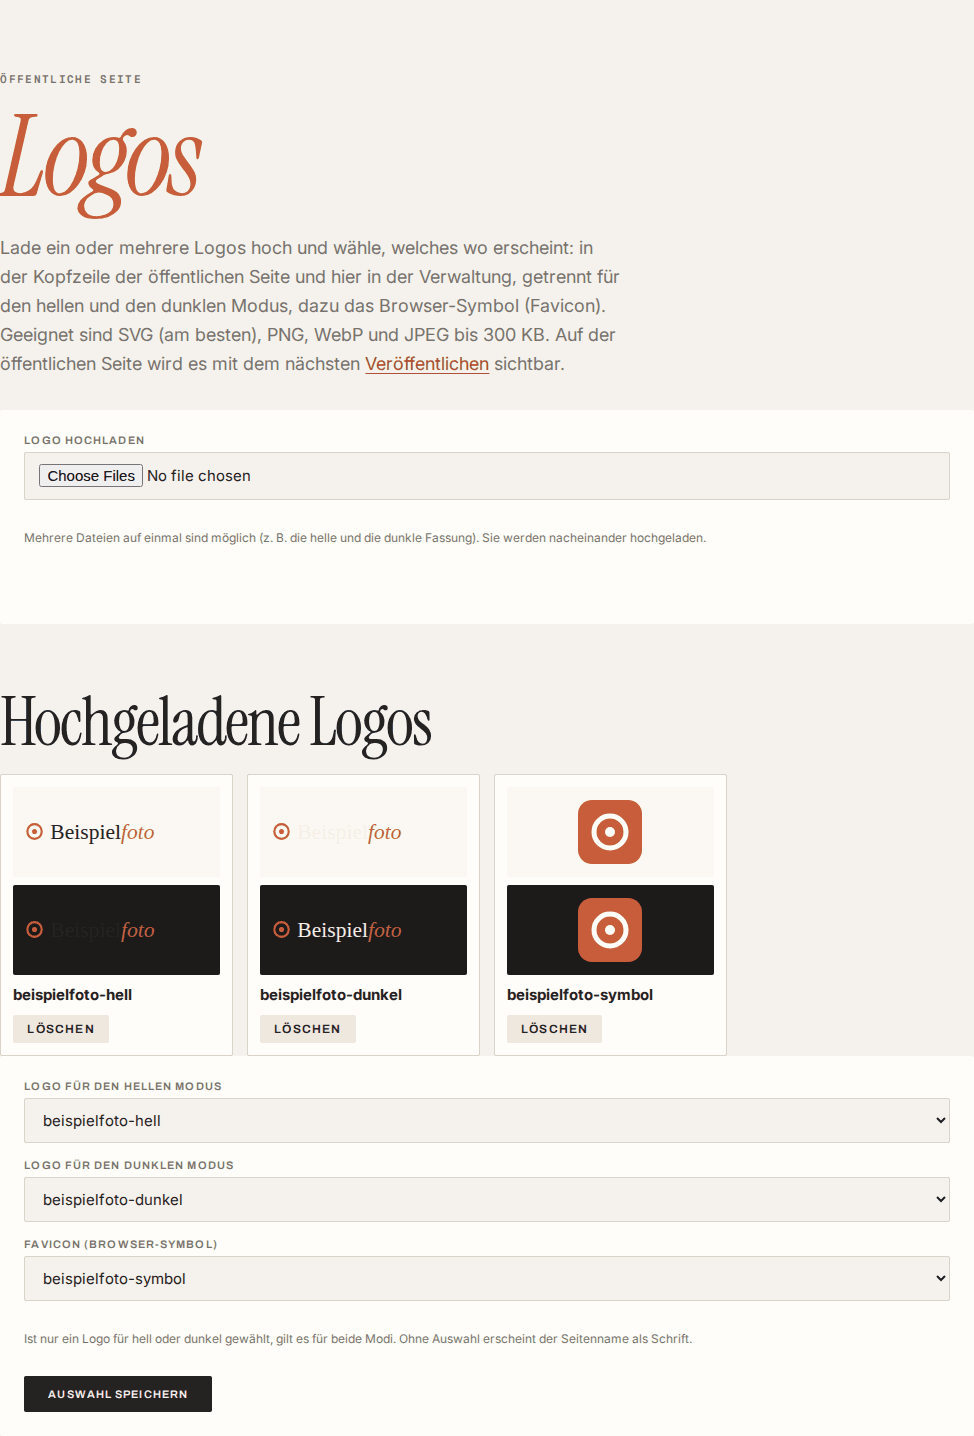 ÖFFENTLICHE SEITE
Logos
Lade ein oder mehrere Logos hoch und wähle, welches wo erscheint: in
der Kopfzeile der öffentlichen Seite und hier in der Verwaltung, getrennt für
den hellen und den dunklen Modus, dazu das Browser-Symbol (Favicon).
Geeignet sind SVG (am besten), PNG, WebP und JPEG bis 300 KB. Auf der
öffentlichen Seite wird es mit dem nächsten Veröffentlichen sichtbar.
LOGO HOCHLADEN
Choose Files No file chosen
Mehrere Dateien auf einmal sind möglich (z. B. die helle und die dunkle Fassung). Sie werden nacheinander hochgeladen.
Hochgeladene Logos
Beispielfoto
Beispielfoto
beispielfoto-hell
LÖSCHEN
Beispielfoto
Beispielfoto
beispielfoto-dunkel
LÖSCHEN
beispielfoto-symbol
LÖSCHEN
LOGO FÜR DEN HELLEN MODUS
beispielfoto-hell
LOGO FÜR DEN DUNKLEN MODUS
beispielfoto-dunkel
FAVICON (BROWSER-SYMBOL)
beispielfoto-symbol
Ist nur ein Logo für hell oder dunkel gewählt, gilt es für beide Modi. Ohne Auswahl erscheint der Seitenname als Schrift.
AUSWAHL SPEICHERN